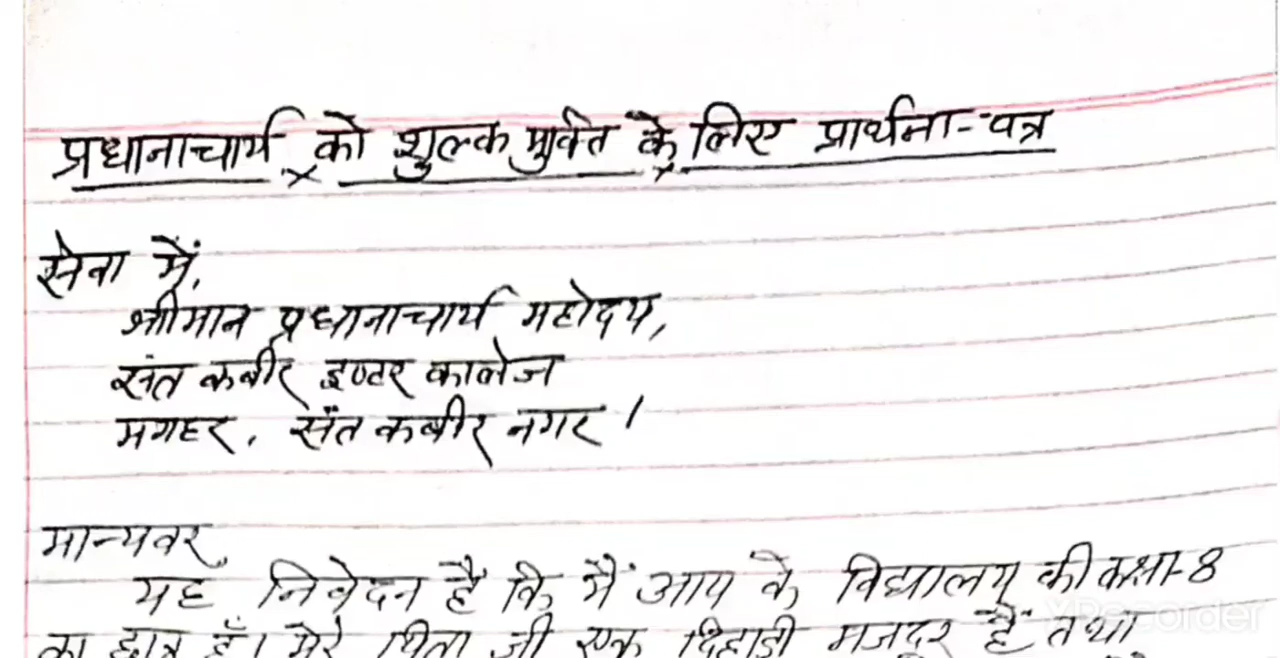 प्रधानाचार्य को शुल्क मुक्ति के लिए प्रार्थना-पत्र
सेवा में,
श्रीमान प्रधानाचार्य महोदय,
संत कबीर इण्टर कालेज
मगहर, संत कबीर नगर।
मान्यवर,
यह निवेदन है कि मैं आप के विद्यालय की कक्षा-8
का छात्र हूँ। मेरे पिता जी एक दिहाड़ी मजदूर हैं तथा
XRecorder